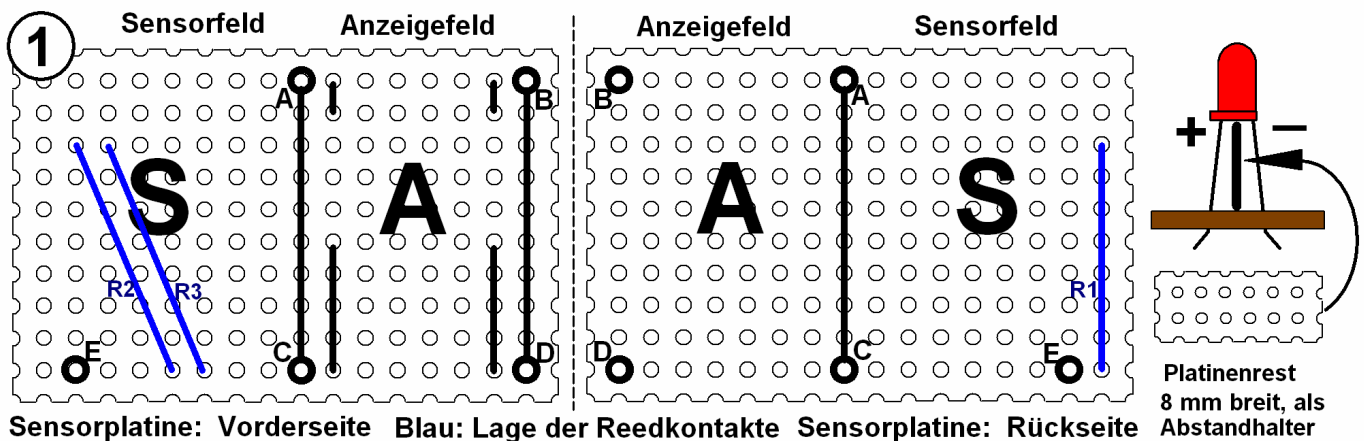 1
Sensorfeld Anzeigefeld Anzeigefeld Sensorfeld
A B B A
+ −
S A A S
R2 R3 R1
E C D D C E
Platinenrest
8 mm breit, als
Abstandhalter
Sensorplatine: Vorderseite Blau: Lage der Reedkontakte Sensorplatine: Rückseite